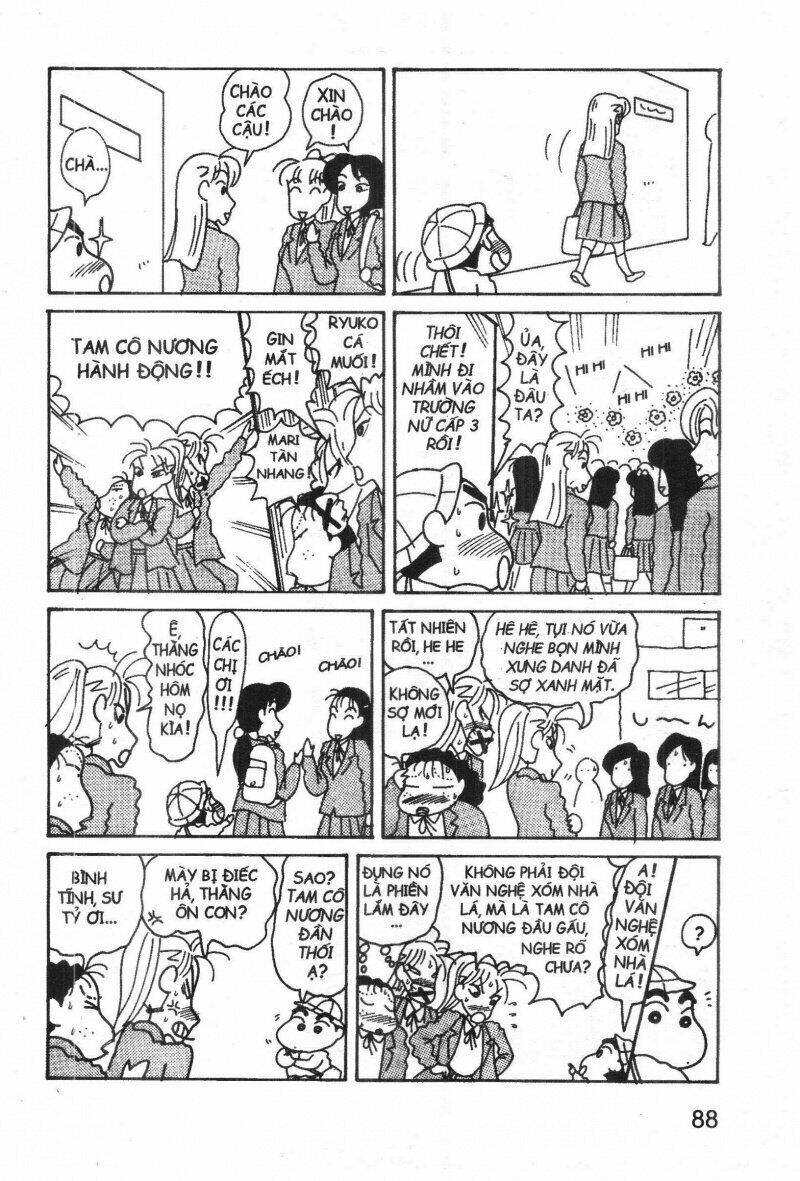 XIN
CHÀO
!
CHÀO
CÁC
CẬU!
CHÀ...
HI HI
HI HI
HI HI
ỦA,
ĐÂY
LÀ
ĐÂU
TA?
THÔI
CHẾT!
MÌNH ĐI
NHẦM VÀO
TRƯỜNG
NỮ CẤP 3
RỒI!
RYUKO
CÁ
MUỐI!
GIN
MẮT
ẾCH!
MARI
TÀN
NHANG!
TAM CÔ NƯƠNG
HÀNH ĐỘNG!!
HÊ HÊ, TỤI NÓ VỪA
NGHE BỌN MÌNH
XƯNG DANH ĐÃ
SỢ XANH MẶT.
TẤT NHIÊN
RỒI, HE HE
...
KHÔNG
SỢ MỚI
LẠ!
し〜ん
CHÀO!
CHÀO!
CÁC
CHỊ
ƠI
!!!
Ê,
THẰNG
NHÓC
HÔM
NỌ
KÌA!
?
A!
ĐỘI
VĂN
NGHỆ
XÓM
NHÀ
LÁ!
KHÔNG PHẢI ĐỘI
VĂN NGHỆ XÓM NHÀ
LÁ, MÀ LÀ TAM CÔ
NƯƠNG ĐẦU GẤU,
NGHE RÕ
CHƯA?
ĐỤNG NÓ
LÀ PHIỀN
LẮM ĐẤY
...
SAO?
TAM CÔ
NƯƠNG
ĐẦN
THỐI
Ạ?
MÀY BỊ ĐIẾC
HẢ, THẰNG
ÔN CON?
BÌNH
TĨNH, SƯ
TỶ ƠI...
88